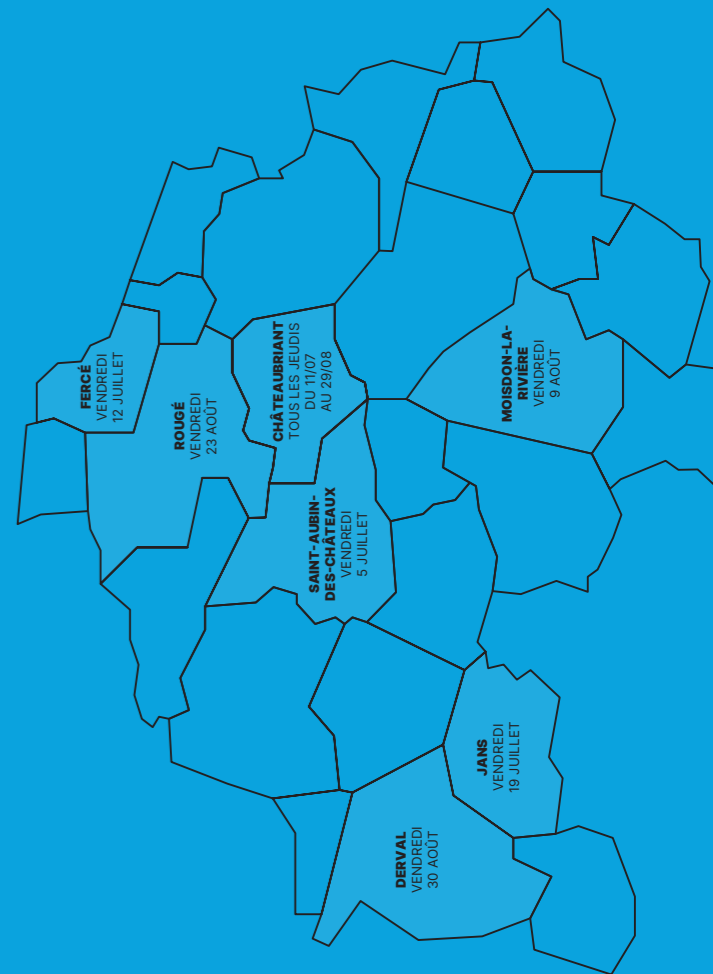 FERCÉ
VENDREDI
12 JUILLET
ROUGÉ
VENDREDI
23 AOÛT
CHÂTEAUBRIANT
TOUS LES JEUDIS
DU 11/07
AU 29/08
SAINT-AUBIN-
DES-CHÂTEAUX
VENDREDI
5 JUILLET
MOISDON-LA-
RIVIÈRE
VENDREDI
9 AOÛT
DERVAL
VENDREDI
30 AOÛT
JANS
VENDREDI
19 JUILLET